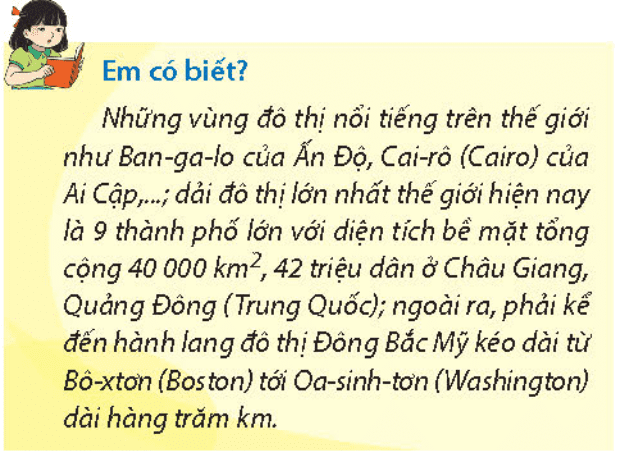 Em có biết?
Những vùng đô thị nổi tiếng trên thế giới
như Ban-ga-lo của Ấn Độ, Cai-rô (Cairo) của
Ai Cập,...; dải đô thị lớn nhất thế giới hiện nay
là 9 thành phố lớn với diện tích bề mặt tổng
cộng 40 000 km², 42 triệu dân ở Châu Giang,
Quảng Đông (Trung Quốc); ngoài ra, phải kể
đến hành lang đô thị Đông Bắc Mỹ kéo dài từ
Bô-xtơn (Boston) tới Oa-sinh-tơn (Washington)
dài hàng trăm km.